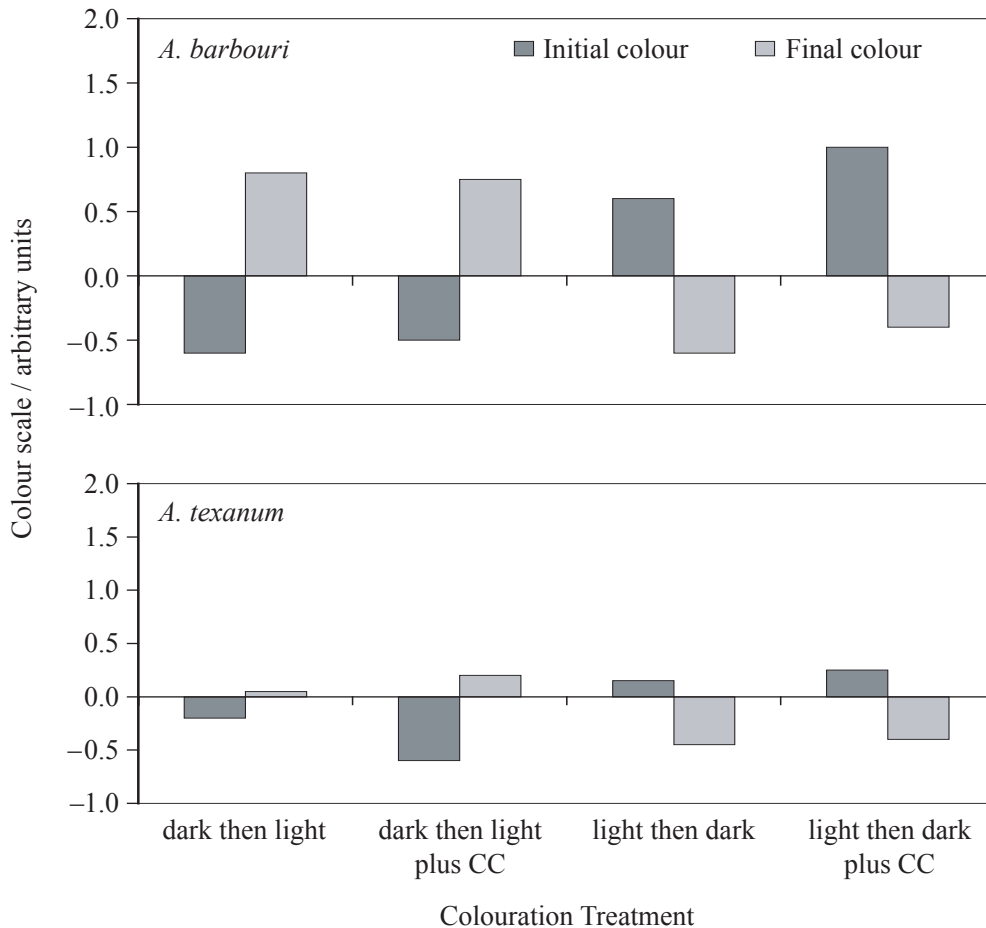 2.0
A. barbouri
Initial colour
Final colour
1.5
1.0
0.5
0.0
–0.5
–1.0
Colour scale / arbitrary units
2.0
A. texanum
1.5
1.0
0.5
0.0
–0.5
–1.0
dark then light
dark then light
plus CC
light then dark
light then dark
plus CC
Colouration Treatment